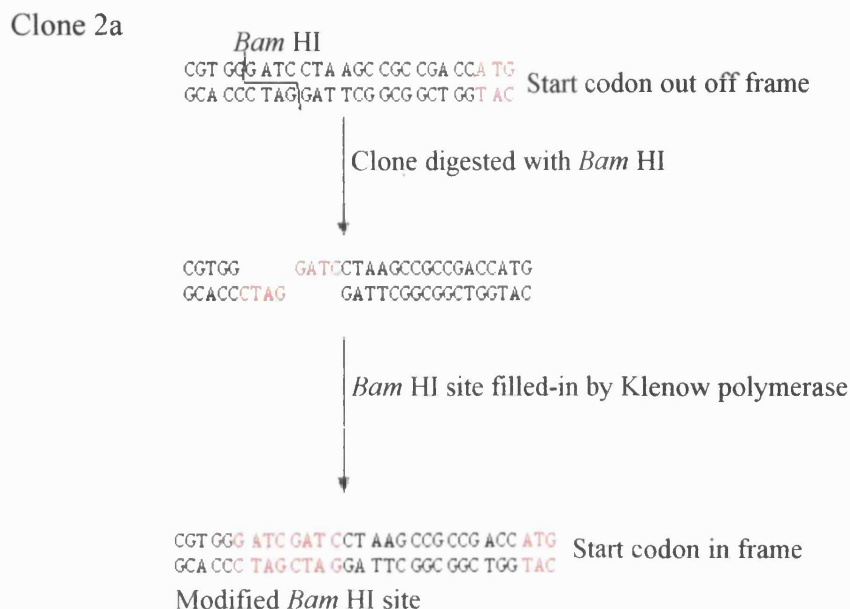 Clone 2a
Bam HI
CGT GGGATC CTA AGC CGC CGA CCA TG
GCA CCC TAG GAT TCG GCG GCT GGT AC
Start codon out off frame
Clone digested with Bam HI
CGTGG GATCCTAAGCCGCCGACCATG
GCACCCTAG GATTCGGCGGCTGGTAC
Bam HI site filled-in by Klenow polymerase
CGT GGG ATC GAT CCT AAG CCG CCG ACC ATG
GCA CCC TAG CTA GGA TTC GGC GGC TGG TAC
Start codon in frame
Modified Bam HI site